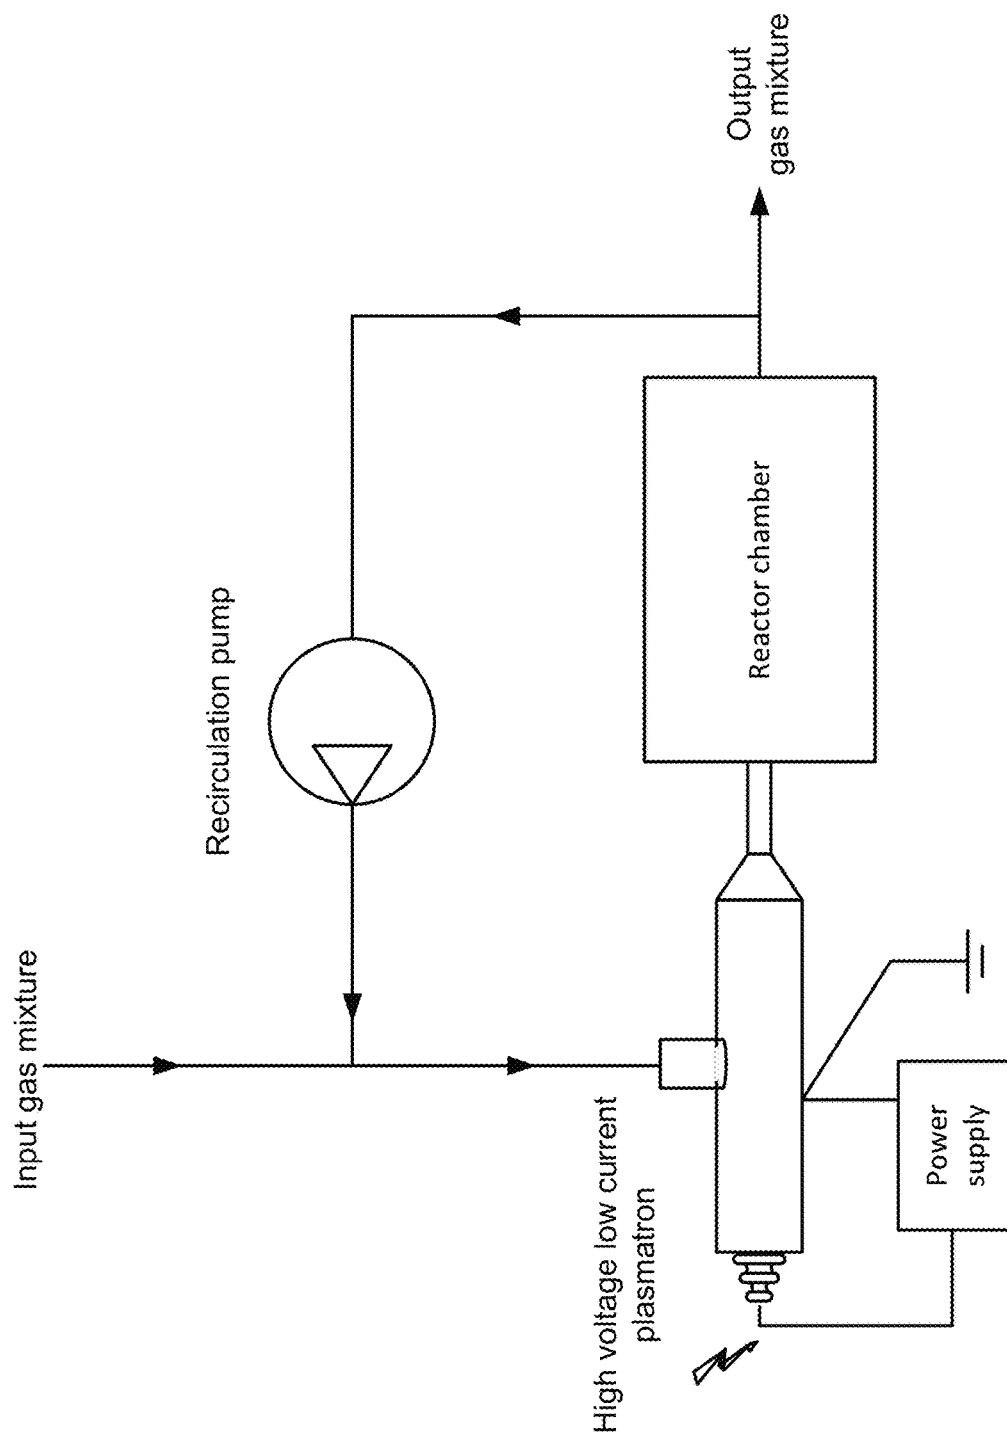 Input gas mixture
Recirculation pump
High voltage low current
plasmatron
Reactor chamber
Output
gas mixture
Power
supply